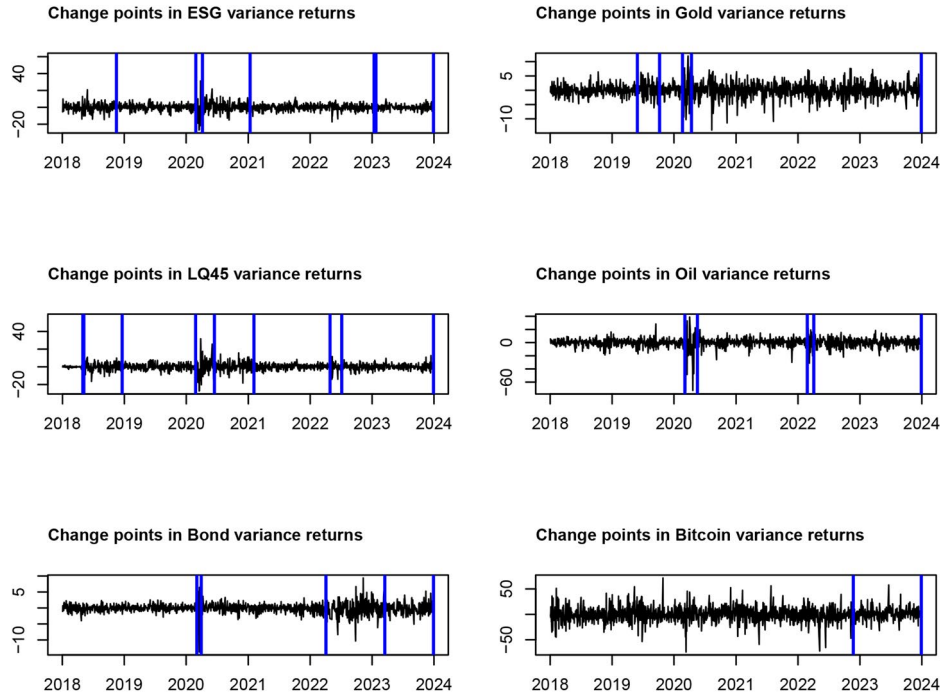 Change points in ESG variance returns
40
−20
2018 2019 2020 2021 2022 2023 2024
Change points in Gold variance returns
5
−10
2018 2019 2020 2021 2022 2023 2024
Change points in LQ45 variance returns
40
−20
2018 2019 2020 2021 2022 2023 2024
Change points in Oil variance returns
0
−60
2018 2019 2020 2021 2022 2023 2024
Change points in Bond variance returns
5
−10
2018 2019 2020 2021 2022 2023 2024
Change points in Bitcoin variance returns
50
−50
2018 2019 2020 2021 2022 2023 2024